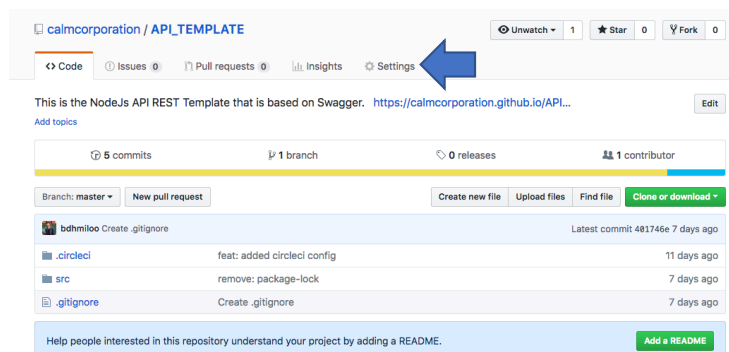 calmcorporation / API_TEMPLATE
Unwatch 1 Star 0 Fork 0
Code Issues 0 Pull requests 0 Insights Settings
This is the NodeJs API REST Template that is based on Swagger. https://calmcorporation.github.io/API... Edit
Add topics
5 commits 1 branch 0 releases 1 contributor
Branch: master New pull request Create new file Upload files Find file Clone or download
bdhmiloo Create .gitignore Latest commit 401746e 7 days ago
.circleci feat: added circleci config 11 days ago
src remove: package-lock 7 days ago
.gitignore Create .gitignore 7 days ago
Help people interested in this repository understand your project by adding a README. Add a README